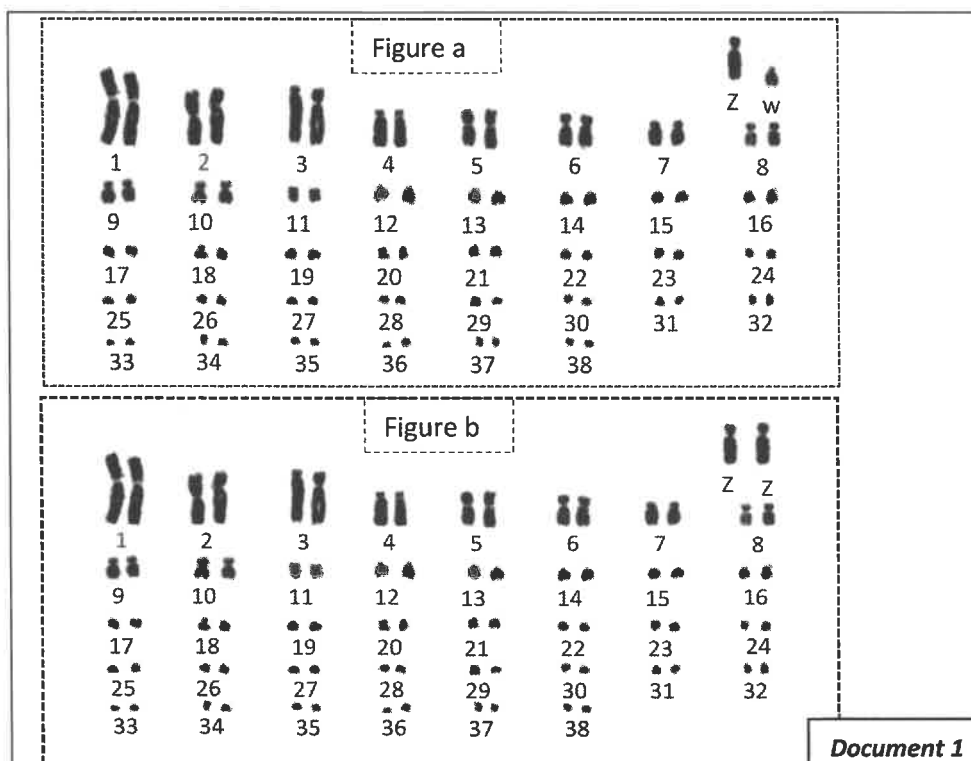 Figure a
Z W
1 2 3 4 5 6 7 8
9 10 11 12 13 14 15 16
17 18 19 20 21 22 23 24
25 26 27 28 29 30 31 32
33 34 35 36 37 38
Figure b
Z Z
1 2 3 4 5 6 7 8
9 10 11 12 13 14 15 16
17 18 19 20 21 22 23 24
25 26 27 28 29 30 31 32
33 34 35 36 37 38
Document 1